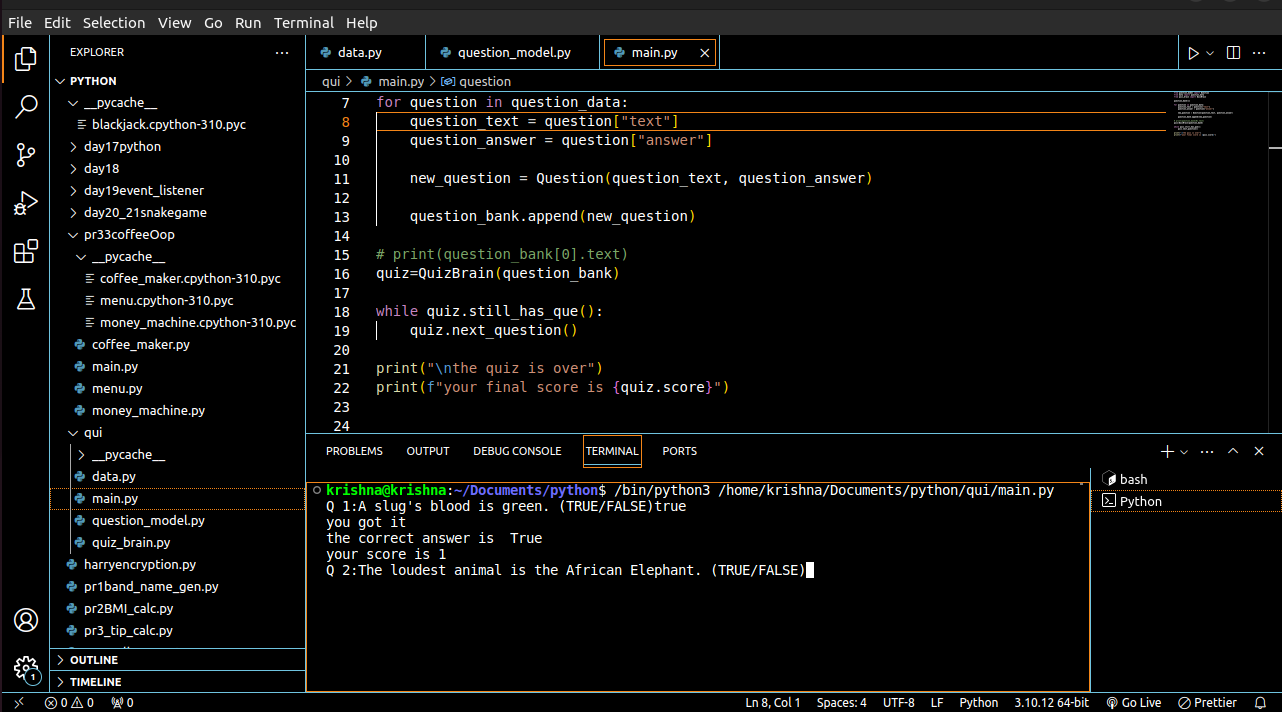 File Edit Selection View Go Run Terminal Help
EXPLORER ...
PYTHON
__pycache__
blackjack.cpython-310.pyc
day17python
day18
day19event_listener
day20_21snakegame
pr33coffeeOop
__pycache__
coffee_maker.cpython-310.pyc
menu.cpython-310.pyc
money_machine.cpython-310.pyc
coffee_maker.py
main.py
menu.py
money_machine.py
qui
__pycache__
data.py
main.py
question_model.py
quiz_brain.py
harryencryption.py
pr1band_name_gen.py
pr2BMI_calc.py
pr3_tip_calc.py
OUTLINE
TIMELINE
data.py question_model.py main.py
qui > main.py > question
7 for question in question_data:
8 question_text = question["text"]
9 question_answer = question["answer"]
10
11 new_question = Question(question_text, question_answer)
12
13 question_bank.append(new_question)
14
15 # print(question_bank[0].text)
16 quiz=QuizBrain(question_bank)
17
18 while quiz.still_has_que():
19 quiz.next_question()
20
21 print("\nthe quiz is over")
22 print(f"your final score is {quiz.score}")
23
24
PROBLEMS OUTPUT DEBUG CONSOLE TERMINAL PORTS
krishna@krishna:~/Documents/python$ /bin/python3 /home/krishna/Documents/python/qui/main.py
Q 1:A slug's blood is green. (TRUE/FALSE)true
you got it
the correct answer is  True
your score is 1
Q 2:The loudest animal is the African Elephant. (TRUE/FALSE)
bash
Python
1
0 0 0 Ln 8, Col 1 Spaces: 4 UTF-8 LF Python 3.10.12 64-bit Go Live Prettier